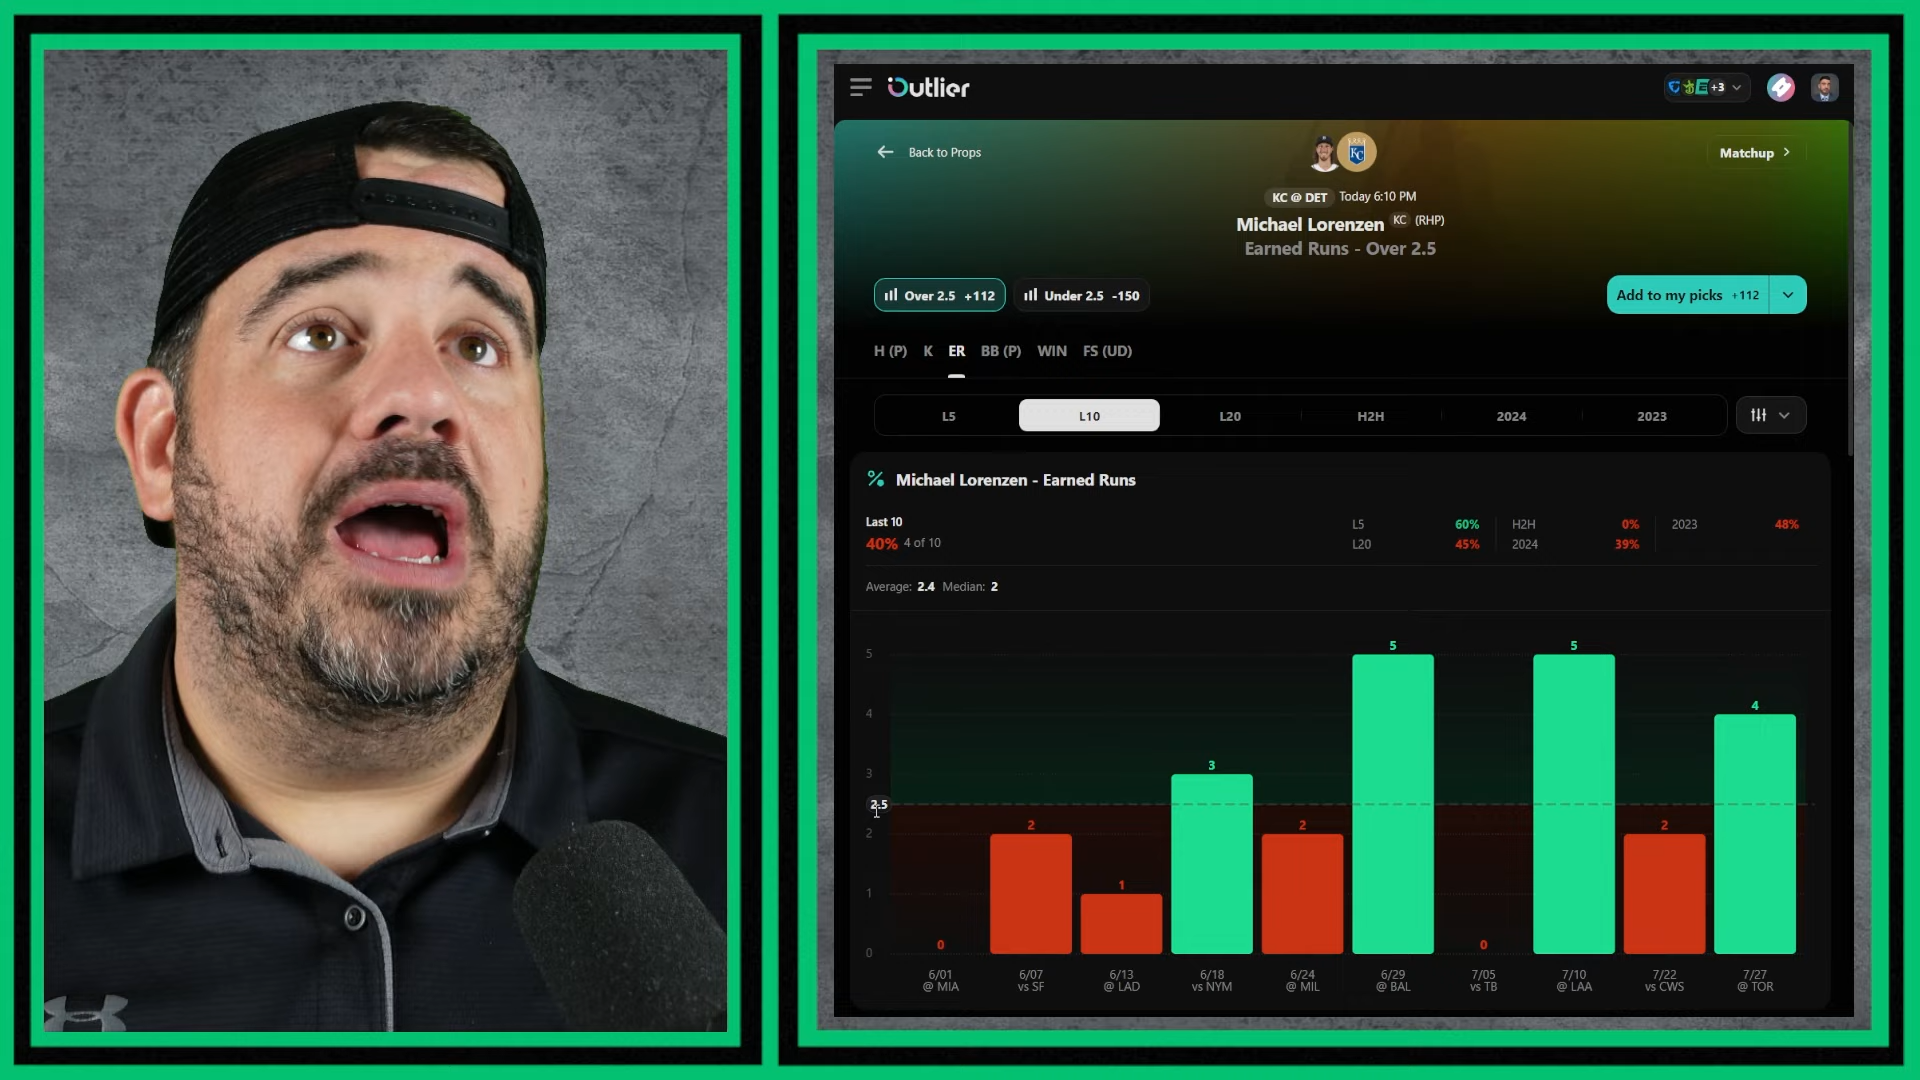 Outlier
+3
Back to Props
Matchup
KC @ DET Today 6:10 PM
Michael Lorenzen KC (RHP)
Earned Runs - Over 2.5
Over 2.5 +112
Under 2.5 -150
Add to my picks +112
H (P) K ER BB (P) WIN FS (UD)
L5 L10 L20 H2H 2024 2023
Michael Lorenzen - Earned Runs
Last 10
40% 4 of 10
L5 60% H2H 0% 2023 48%
L20 45% 2024 39%
Average: 2.4 Median: 2
5
4
3
2.5
2
1
0
0 2 1 3 2 5 0 5 2 4
6/01 6/07 6/13 6/18 6/24 6/29 7/05 7/10 7/22 7/27
@ MIA vs SF @ LAD vs NYM @ MIL @ BAL vs TB @ LAA vs CWS @ TOR